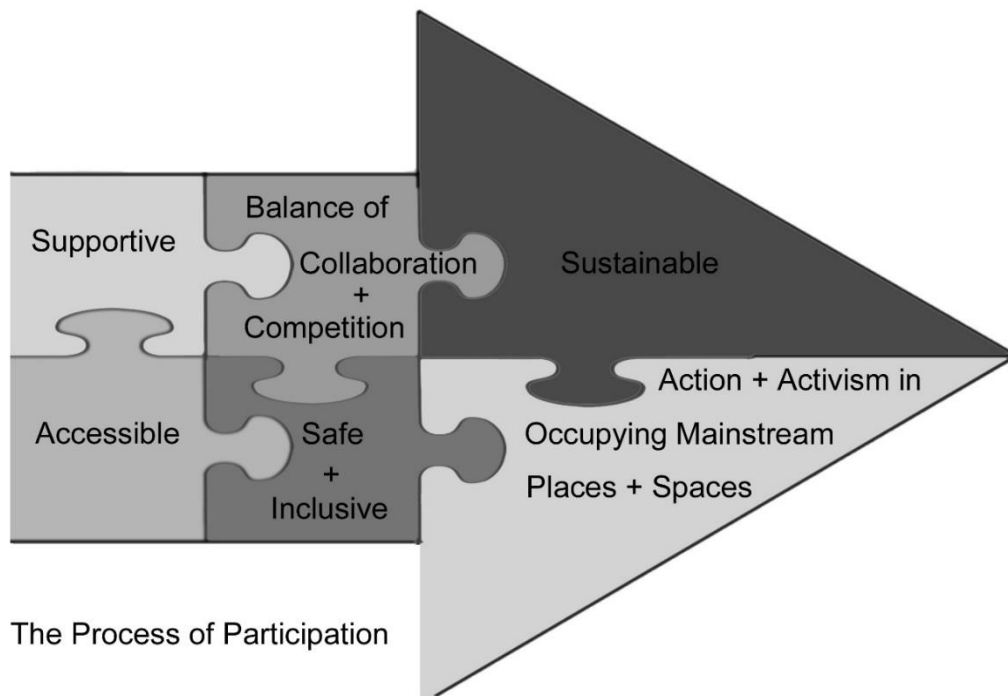 Supportive
Balance of
Collaboration
+
Competition
Sustainable
Accessible
Safe
+
Inclusive
Action + Activism in
Occupying Mainstream
Places + Spaces
The Process of Participation